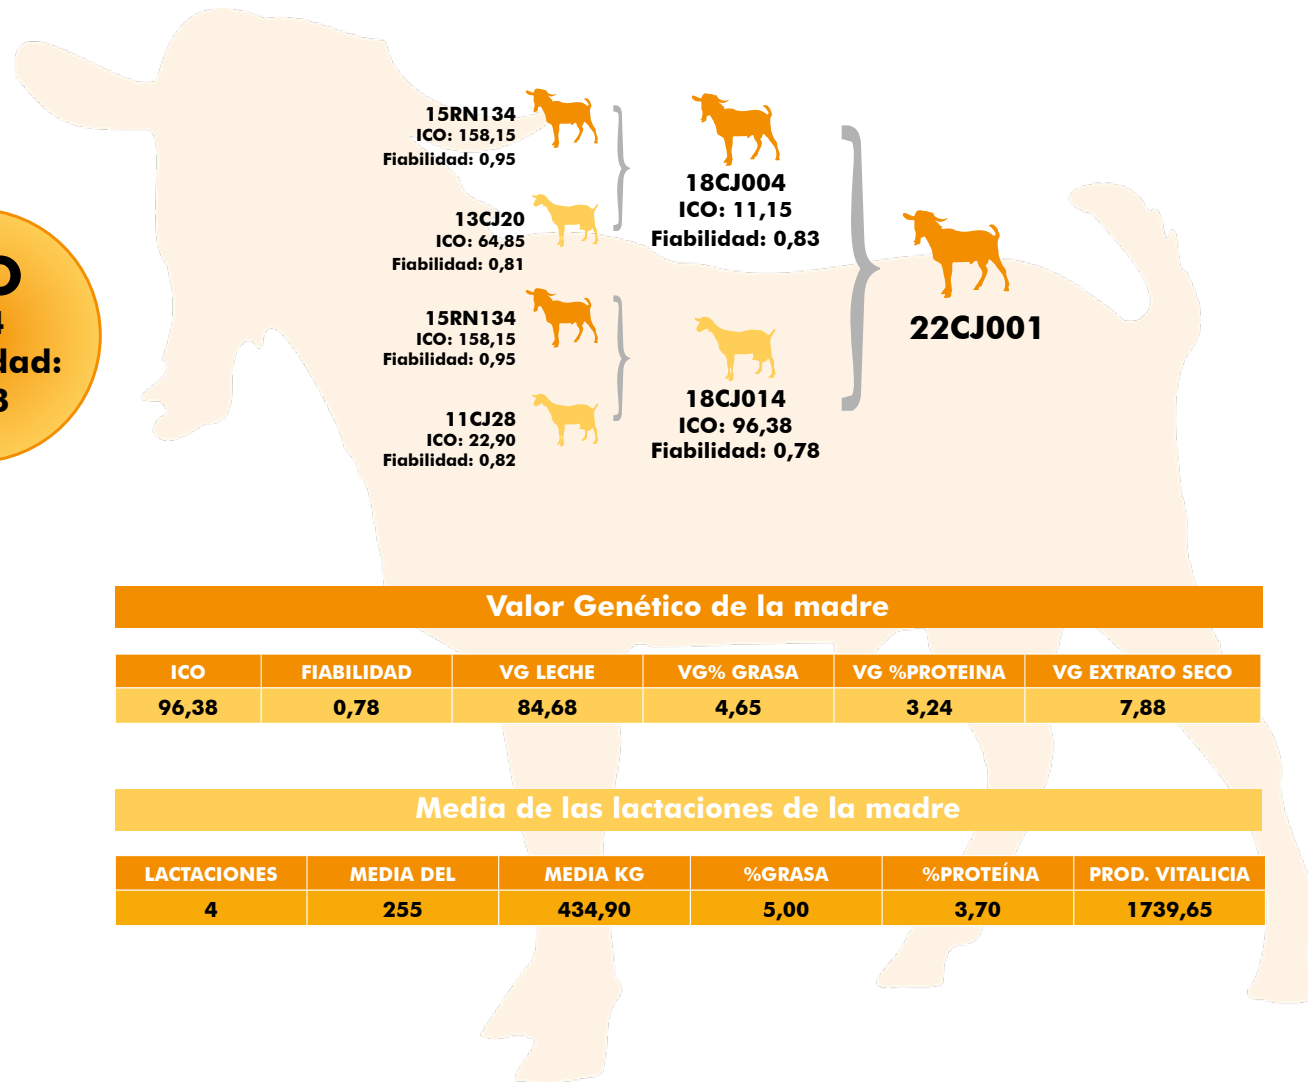 15RN134
ICO: 158,15
Fiabilidad: 0,95
13CJ20
ICO: 64,85
Fiabilidad: 0,81
15RN134
ICO: 158,15
Fiabilidad: 0,95
11CJ28
ICO: 22,90
Fiabilidad: 0,82
18CJ004
ICO: 11,15
Fiabilidad: 0,83
18CJ014
ICO: 96,38
Fiabilidad: 0,78
22CJ001
Valor Genético de la madre
ICO FIABILIDAD VG LECHE VG% GRASA VG %PROTEINA VG EXTRATO SECO
96,38 0,78 84,68 4,65 3,24 7,88
Media de las lactaciones de la madre
LACTACIONES MEDIA DEL MEDIA KG %GRASA %PROTEÍNA PROD. VITALICIA
4 255 434,90 5,00 3,70 1739,65